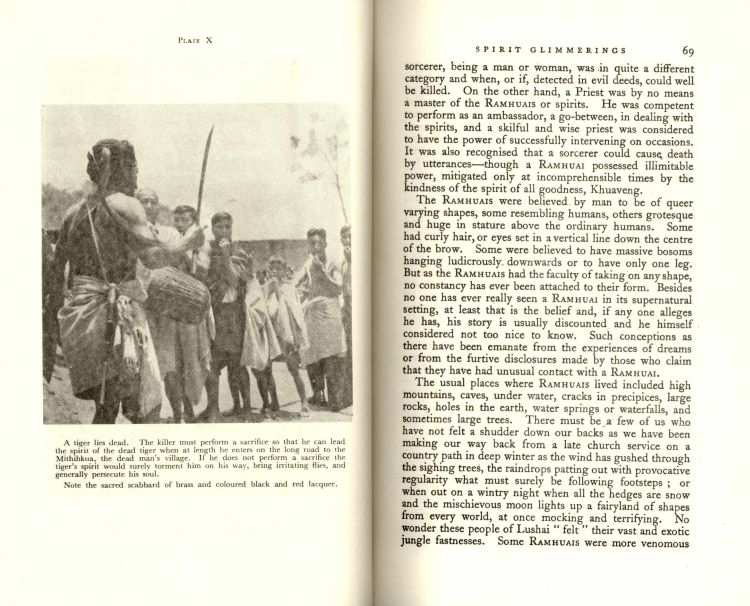 PLATE X
A tiger lies dead. The killer must perform a sacrifice so that he can lead
the spirit of the dead tiger when at length he enters on the long road to the
Mithihkua, the dead man's village. If he does not perform a sacrifice the
tiger's spirit would surely torment him on his way, bring irritating flies, and
generally persecute his soul.
Note the sacred scabbard of brass and coloured black and red lacquer.
SPIRIT GLIMMERINGS 69
sorcerer, being a man or woman, was in quite a different
category and when, or if, detected in evil deeds, could well
be killed. On the other hand, a Priest was by no means
a master of the RAMHUAIS or spirits. He was competent
to perform as an ambassador, a go-between, in dealing with
the spirits, and a skilful and wise priest was considered
to have the power of successfully intervening on occasions.
It was also recognised that a sorcerer could cause death
by utterances—though a RAMHUAI possessed illimitable
power, mitigated only at incomprehensible times by the
kindness of the spirit of all goodness, Khuaveng.
The RAMHUAIS were believed by man to be of queer
varying shapes, some resembling humans, others grotesque
and huge in stature above the ordinary humans. Some
had curly hair, or eyes set in a vertical line down the centre
of the brow. Some were believed to have massive bosoms
hanging ludicrously downwards or to have only one leg.
But as the RAMHUAIS had the faculty of taking on any shape,
no constancy has ever been attached to their form. Besides
no one has ever really seen a RAMHUAI in its supernatural
setting, at least that is the belief and, if any one alleges
he has, his story is usually discounted and he himself
considered not too nice to know. Such conceptions as
there have been emanate from the experiences of dreams
or from the furtive disclosures made by those who claim
that they have had unusual contact with a RAMHUAI.
The usual places where RAMHUAIS lived included high
mountains, caves, under water, cracks in precipices, large
rocks, holes in the earth, water springs or waterfalls, and
sometimes large trees. There must be a few of us who
have not felt a shudder down our backs as we have been
making our way back from a late church service on a
country path in deep winter as the wind has gushed through
the sighing trees, the raindrops patting out with provocative
regularity what must surely be following footsteps ; or
when out on a wintry night when all the hedges are snow
and the mischievous moon lights up a fairyland of shapes
from every world, at once mocking and terrifying. No
wonder these people of Lushai " felt " their vast and exotic
jungle fastnesses. Some RAMHUAIS were more venomous